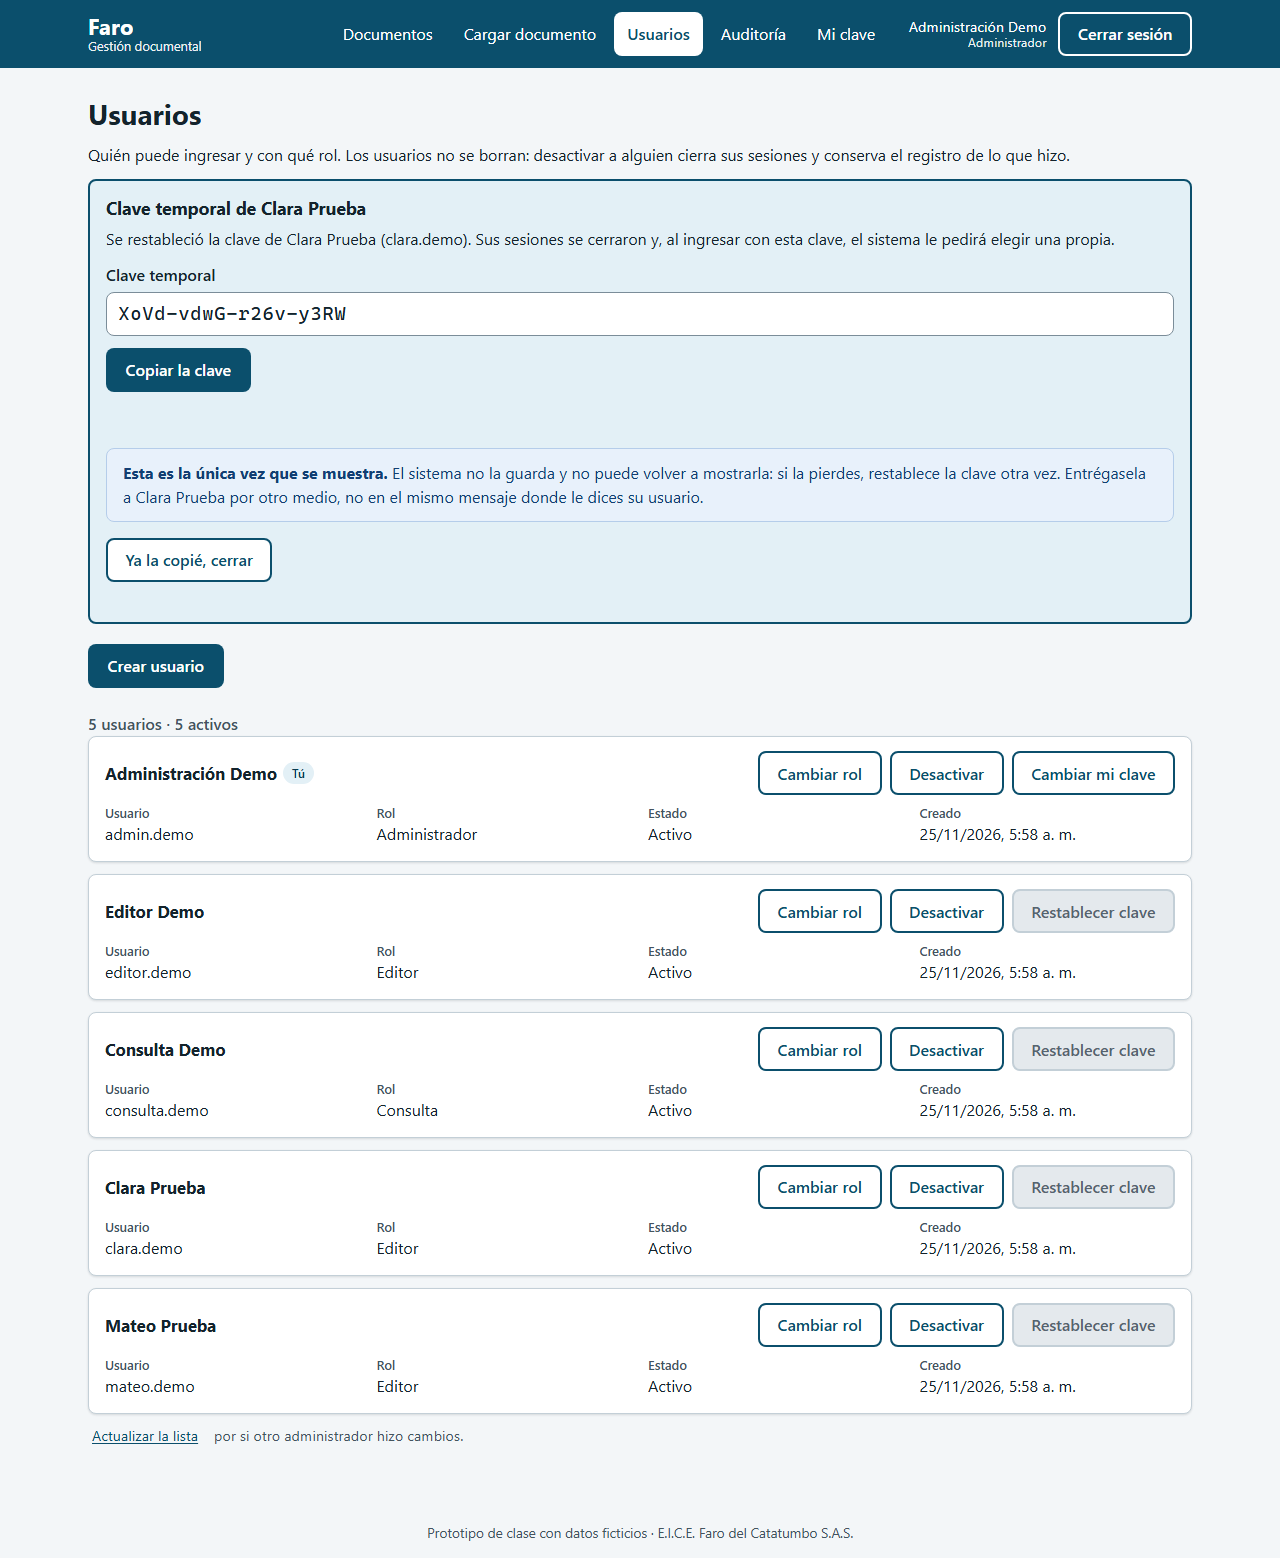 Faro
Gestión documental
Documentos
Cargar documento
Usuarios
Auditoría
Mi clave
Administración Demo
Administrador
Cerrar sesión
Usuarios
Quién puede ingresar y con qué rol. Los usuarios no se borran: desactivar a alguien cierra sus sesiones y conserva el registro de lo que hizo.
Clave temporal de Clara Prueba
Se restableció la clave de Clara Prueba (clara.demo). Sus sesiones se cerraron y, al ingresar con esta clave, el sistema le pedirá elegir una propia.
Clave temporal
XoVd-vdwG-r26v-y3RW
Copiar la clave
Esta es la única vez que se muestra. El sistema no la guarda y no puede volver a mostrarla: si la pierdes, restablece la clave otra vez. Entrégasela
a Clara Prueba por otro medio, no en el mismo mensaje donde le dices su usuario.
Ya la copié, cerrar
Crear usuario
5 usuarios · 5 activos
Administración Demo Tú
Cambiar rol
Desactivar
Cambiar mi clave
Usuario
admin.demo
Rol
Administrador
Estado
Activo
Creado
25/11/2026, 5:58 a. m.
Editor Demo
Cambiar rol
Desactivar
Restablecer clave
Usuario
editor.demo
Rol
Editor
Estado
Activo
Creado
25/11/2026, 5:58 a. m.
Consulta Demo
Cambiar rol
Desactivar
Restablecer clave
Usuario
consulta.demo
Rol
Consulta
Estado
Activo
Creado
25/11/2026, 5:58 a. m.
Clara Prueba
Cambiar rol
Desactivar
Restablecer clave
Usuario
clara.demo
Rol
Editor
Estado
Activo
Creado
25/11/2026, 5:58 a. m.
Mateo Prueba
Cambiar rol
Desactivar
Restablecer clave
Usuario
mateo.demo
Rol
Editor
Estado
Activo
Creado
25/11/2026, 5:58 a. m.
Actualizar la lista por si otro administrador hizo cambios.
Prototipo de clase con datos ficticios · E.I.C.E. Faro del Catatumbo S.A.S.